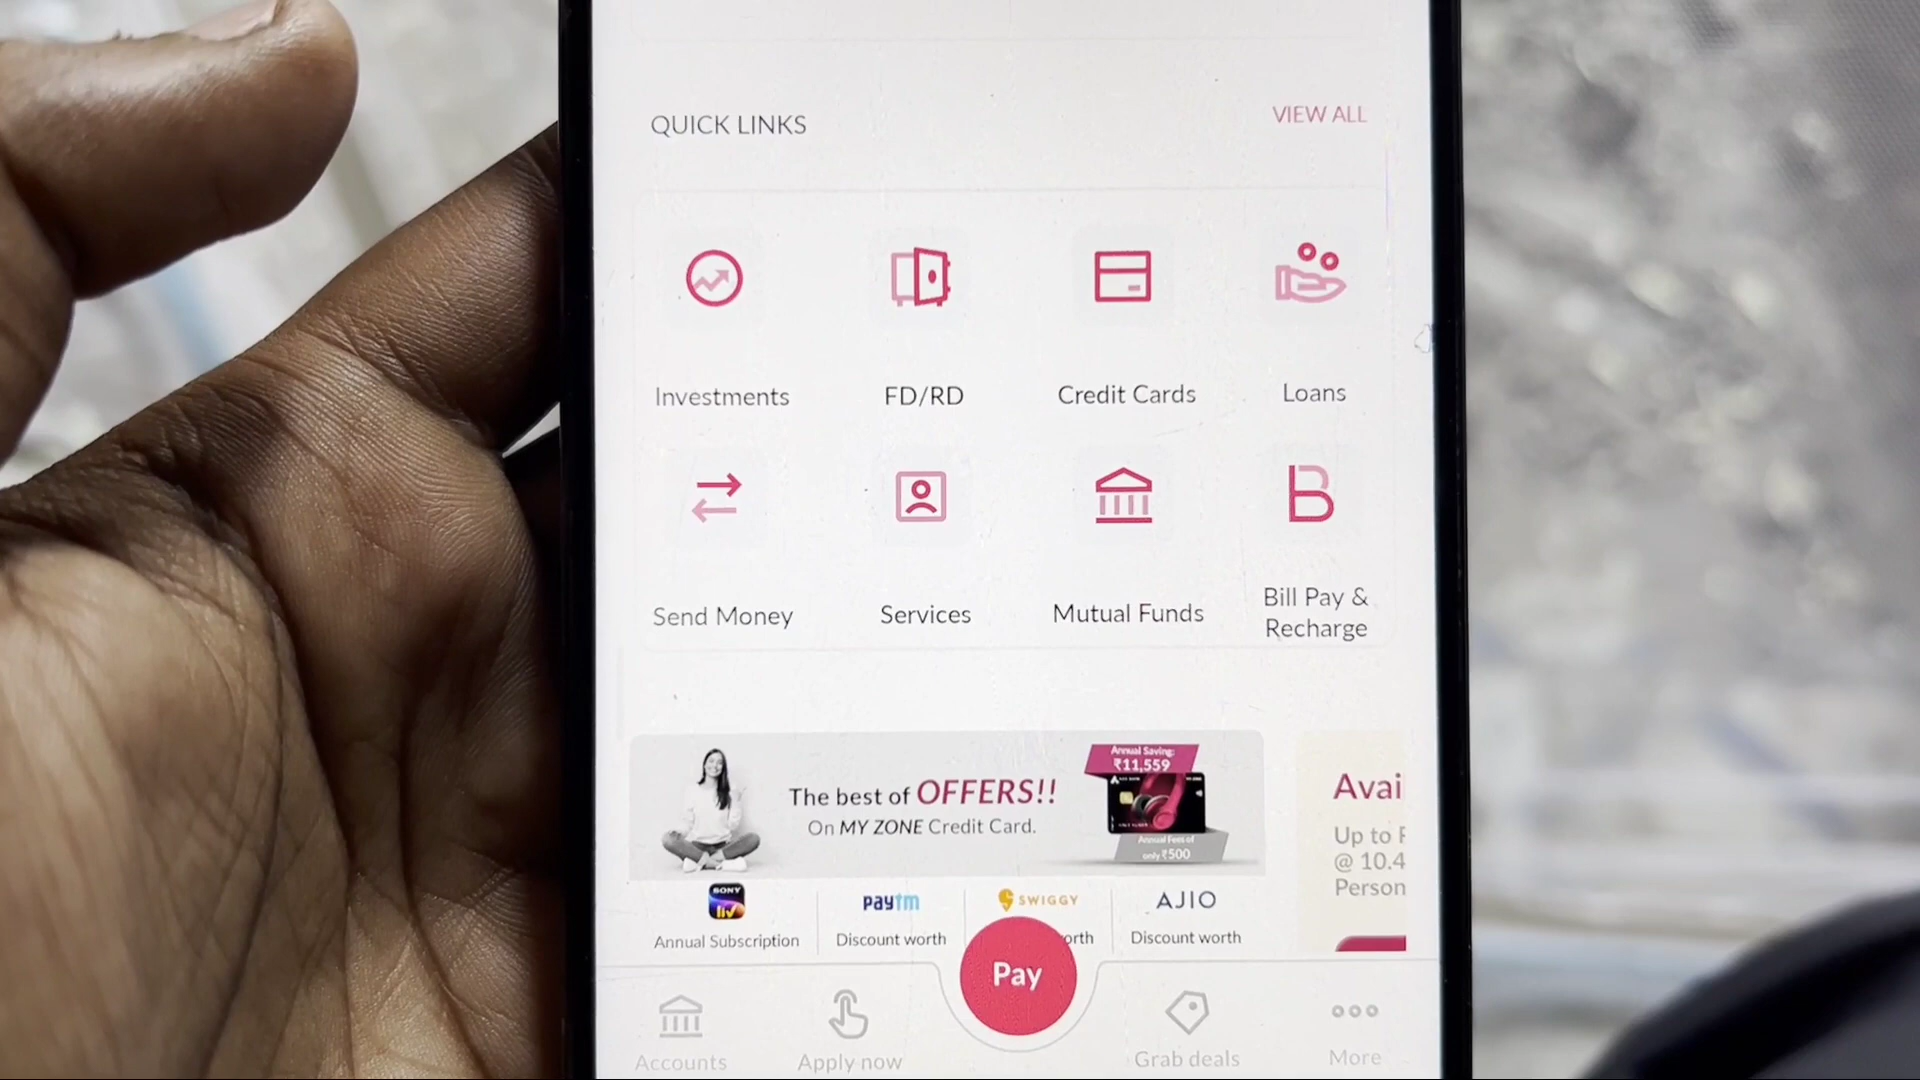 QUICK LINKS
VIEW ALL
Investments
FD/RD
Credit Cards
Loans
Send Money
Services
Mutual Funds
Bill Pay &
Recharge
The best of OFFERS!!
On MY ZONE Credit Card.
Annual Saving:
₹11,559
Annual Fees of
only ₹500
Avai
Up to
@ 10.4
Person
SONY
liv
Annual Subscription
paytm
Discount worth
SWIGGY
orth
AJIO
Discount worth
Pay
Accounts
Apply now
Grab deals
More